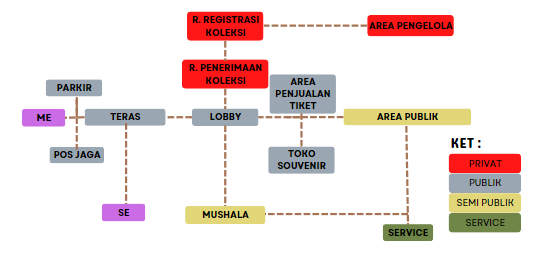 R. REGISTRASI
KOLEKSI
AREA PENGELOLA
R. PENERIMAAN
KOLEKSI
AREA
PENJUALAN
TIKET
PARKIR
ME
TERAS
LOBBY
AREA PUBLIK
POS JAGA
TOKO
SOUVENIR
SE
MUSHALA
SERVICE
KET :
PRIVAT
PUBLIK
SEMI PUBLIK
SERVICE